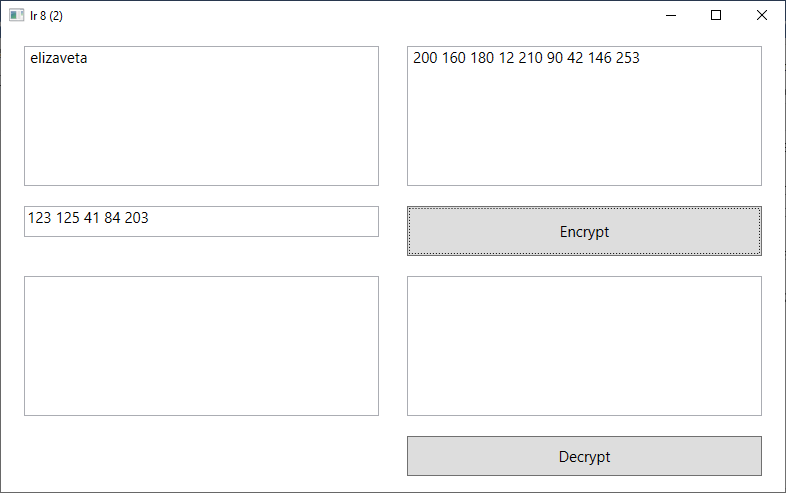 lr 8 (2)
elizaveta
200 160 180 12 210 90 42 146 253
123 125 41 84 203
Encrypt
Decrypt